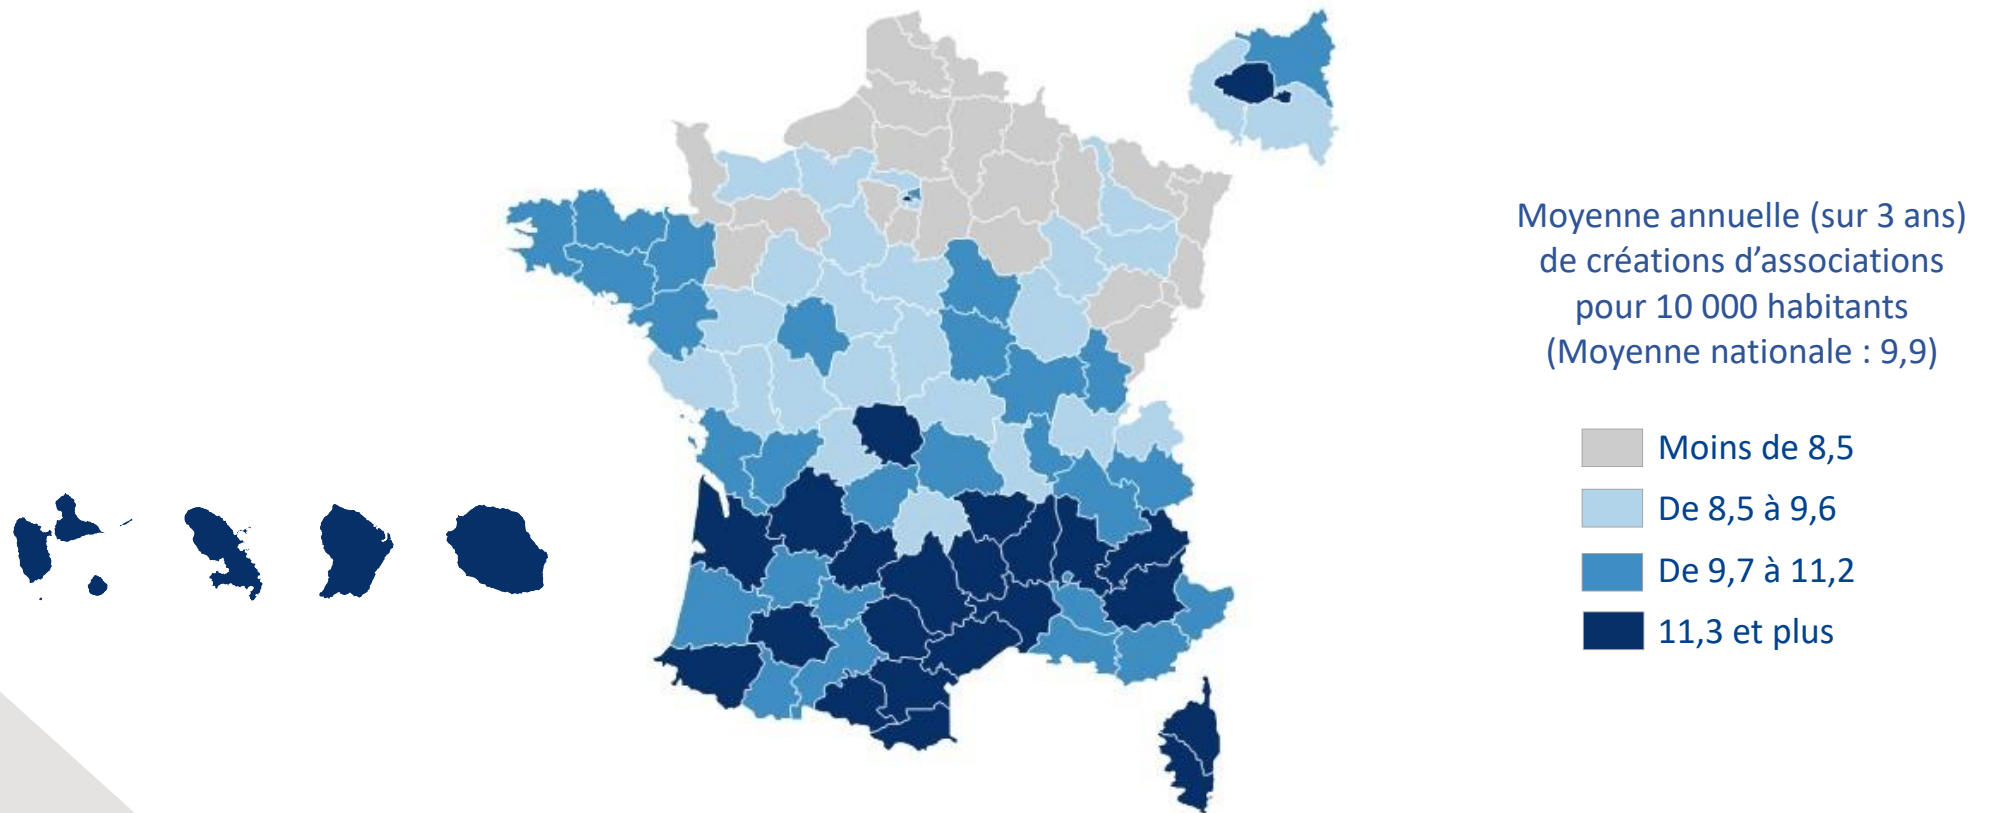 Moyenne annuelle (sur 3 ans)
de créations d’associations
pour 10 000 habitants
(Moyenne nationale : 9,9)
Moins de 8,5
De 8,5 à 9,6
De 9,7 à 11,2
11,3 et plus